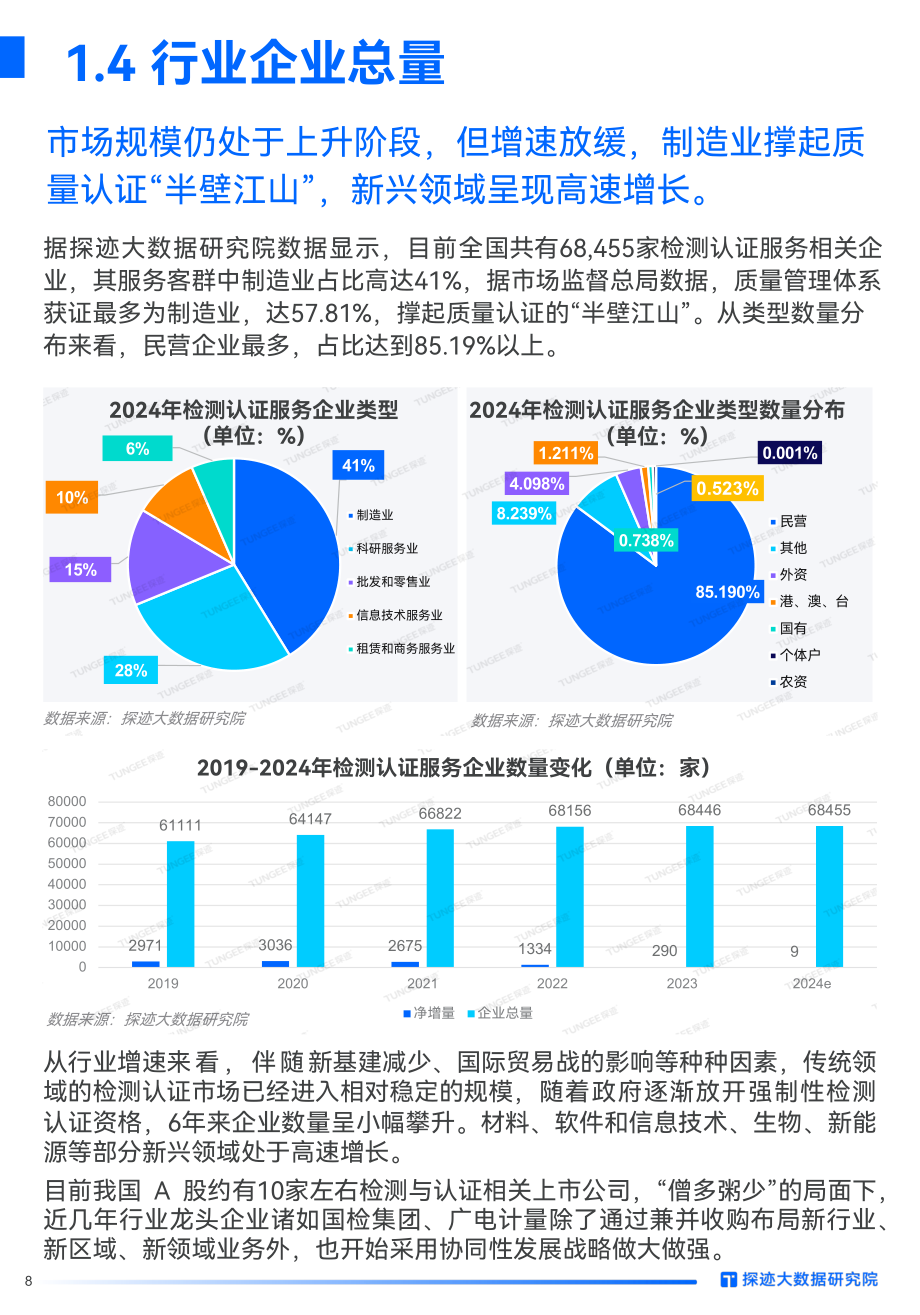 1.4 行业企业总量
市场规模仍处于上升阶段，但增速放缓，制造业撑起质
量认证“半壁江山”，新兴领域呈现高速增长。
据探迹大数据研究院数据显示，目前全国共有68,455家检测认证服务相关企
业，其服务客群中制造业占比高达41%，据市场监督总局数据，质量管理体系
获证最多为制造业，达57.81%，撑起质量认证的“半壁江山”。从类型数量分
布来看，民营企业最多，占比达到85.19%以上。
2024年检测认证服务企业类型
（单位：%）
6%
41%
10%
15%
28%
制造业
科研服务业
批发和零售业
信息技术服务业
租赁和商务服务业
数据来源：探迹大数据研究院
2024年检测认证服务企业类型数量分布
（单位：%）
1.211%
0.001%
4.098%
0.523%
8.239%
0.738%
85.190%
民营
其他
外资
港、澳、台
国有
个体户
农资
数据来源：探迹大数据研究院
2019-2024年检测认证服务企业数量变化（单位：家）
80000
70000
60000
50000
40000
30000
20000
10000
0
61111
64147
66822
68156
68446
68455
2971
3036
2675
1334
290
9
2019
2020
2021
2022
2023
2024e
净增量
企业总量
数据来源：探迹大数据研究院
从行业增速来看，伴随新基建减少、国际贸易战的影响等种种因素，传统领
域的检测认证市场已经进入相对稳定的规模，随着政府逐渐放开强制性检测
认证资格，6年来企业数量呈小幅攀升。材料、软件和信息技术、生物、新能
源等部分新兴领域处于高速增长。
目前我国 A 股约有10家左右检测与认证相关上市公司，“僧多粥少”的局面下，
近几年行业龙头企业诸如国检集团、广电计量除了通过兼并收购布局新行业、
新区域、新领域业务外，也开始采用协同性发展战略做大做强。
8
探迹大数据研究院
TUNGEE探迹